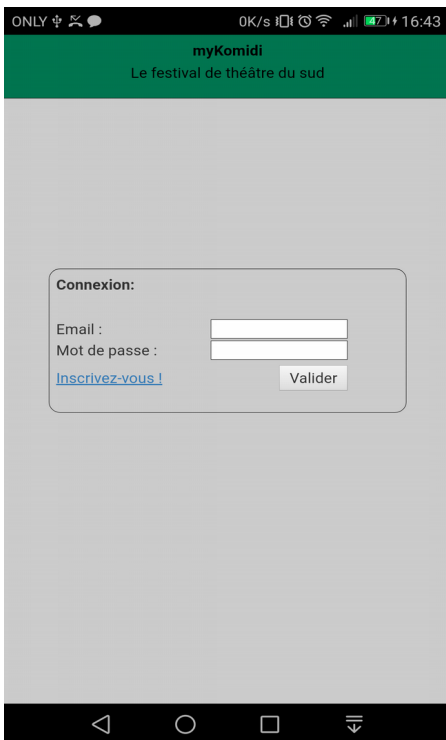 ONLY 0K/s 47 16:43
myKomidi
Le festival de théâtre du sud
Connexion:
Email :
Mot de passe :
Inscrivez-vous ! Valider